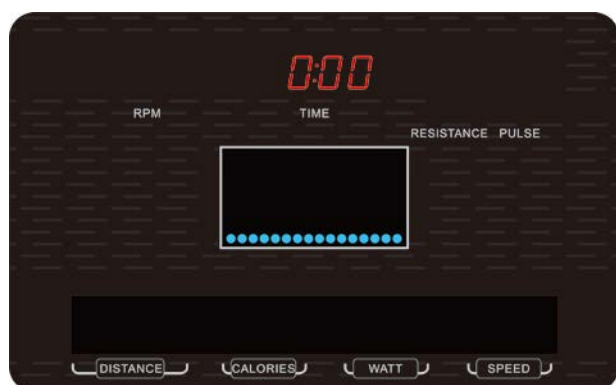 0:00
RPM TIME
RESISTANCE PULSE
DISTANCE CALORIES WATT SPEED